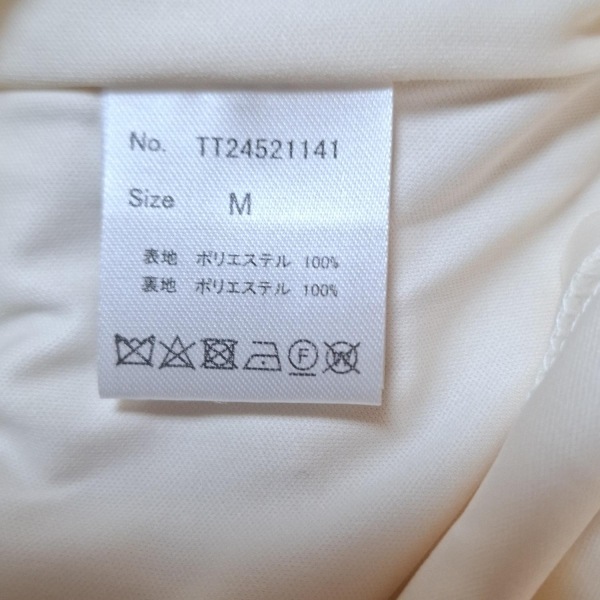 No. TT24521141
Size M
表地 ポリエステル 100%
裏地 ポリエステル 100%
F W